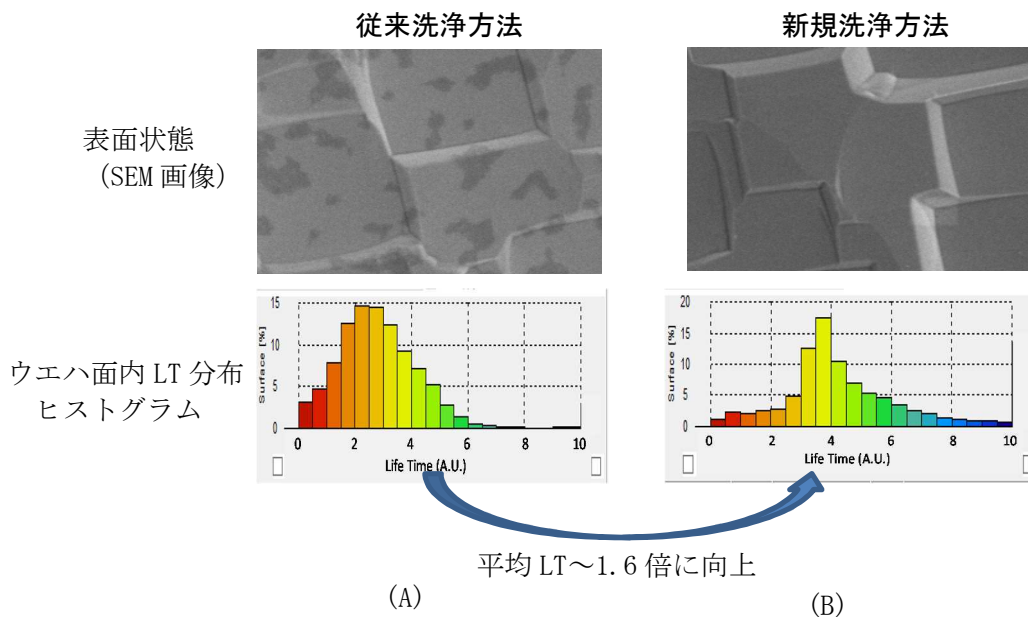 従来洗浄方法
新規洗浄方法
表面状態
（SEM 画像）
ウエハ面内 LT 分布
ヒストグラム
Surface [%]
15
10
5
0
0 2 4 6 8 10
Life Time (A.U.)
Surface [%]
20
15
10
5
0
0 2 4 6 8 10
Life Time (A.U.)
平均 LT～1.6 倍に向上
(A)
(B)